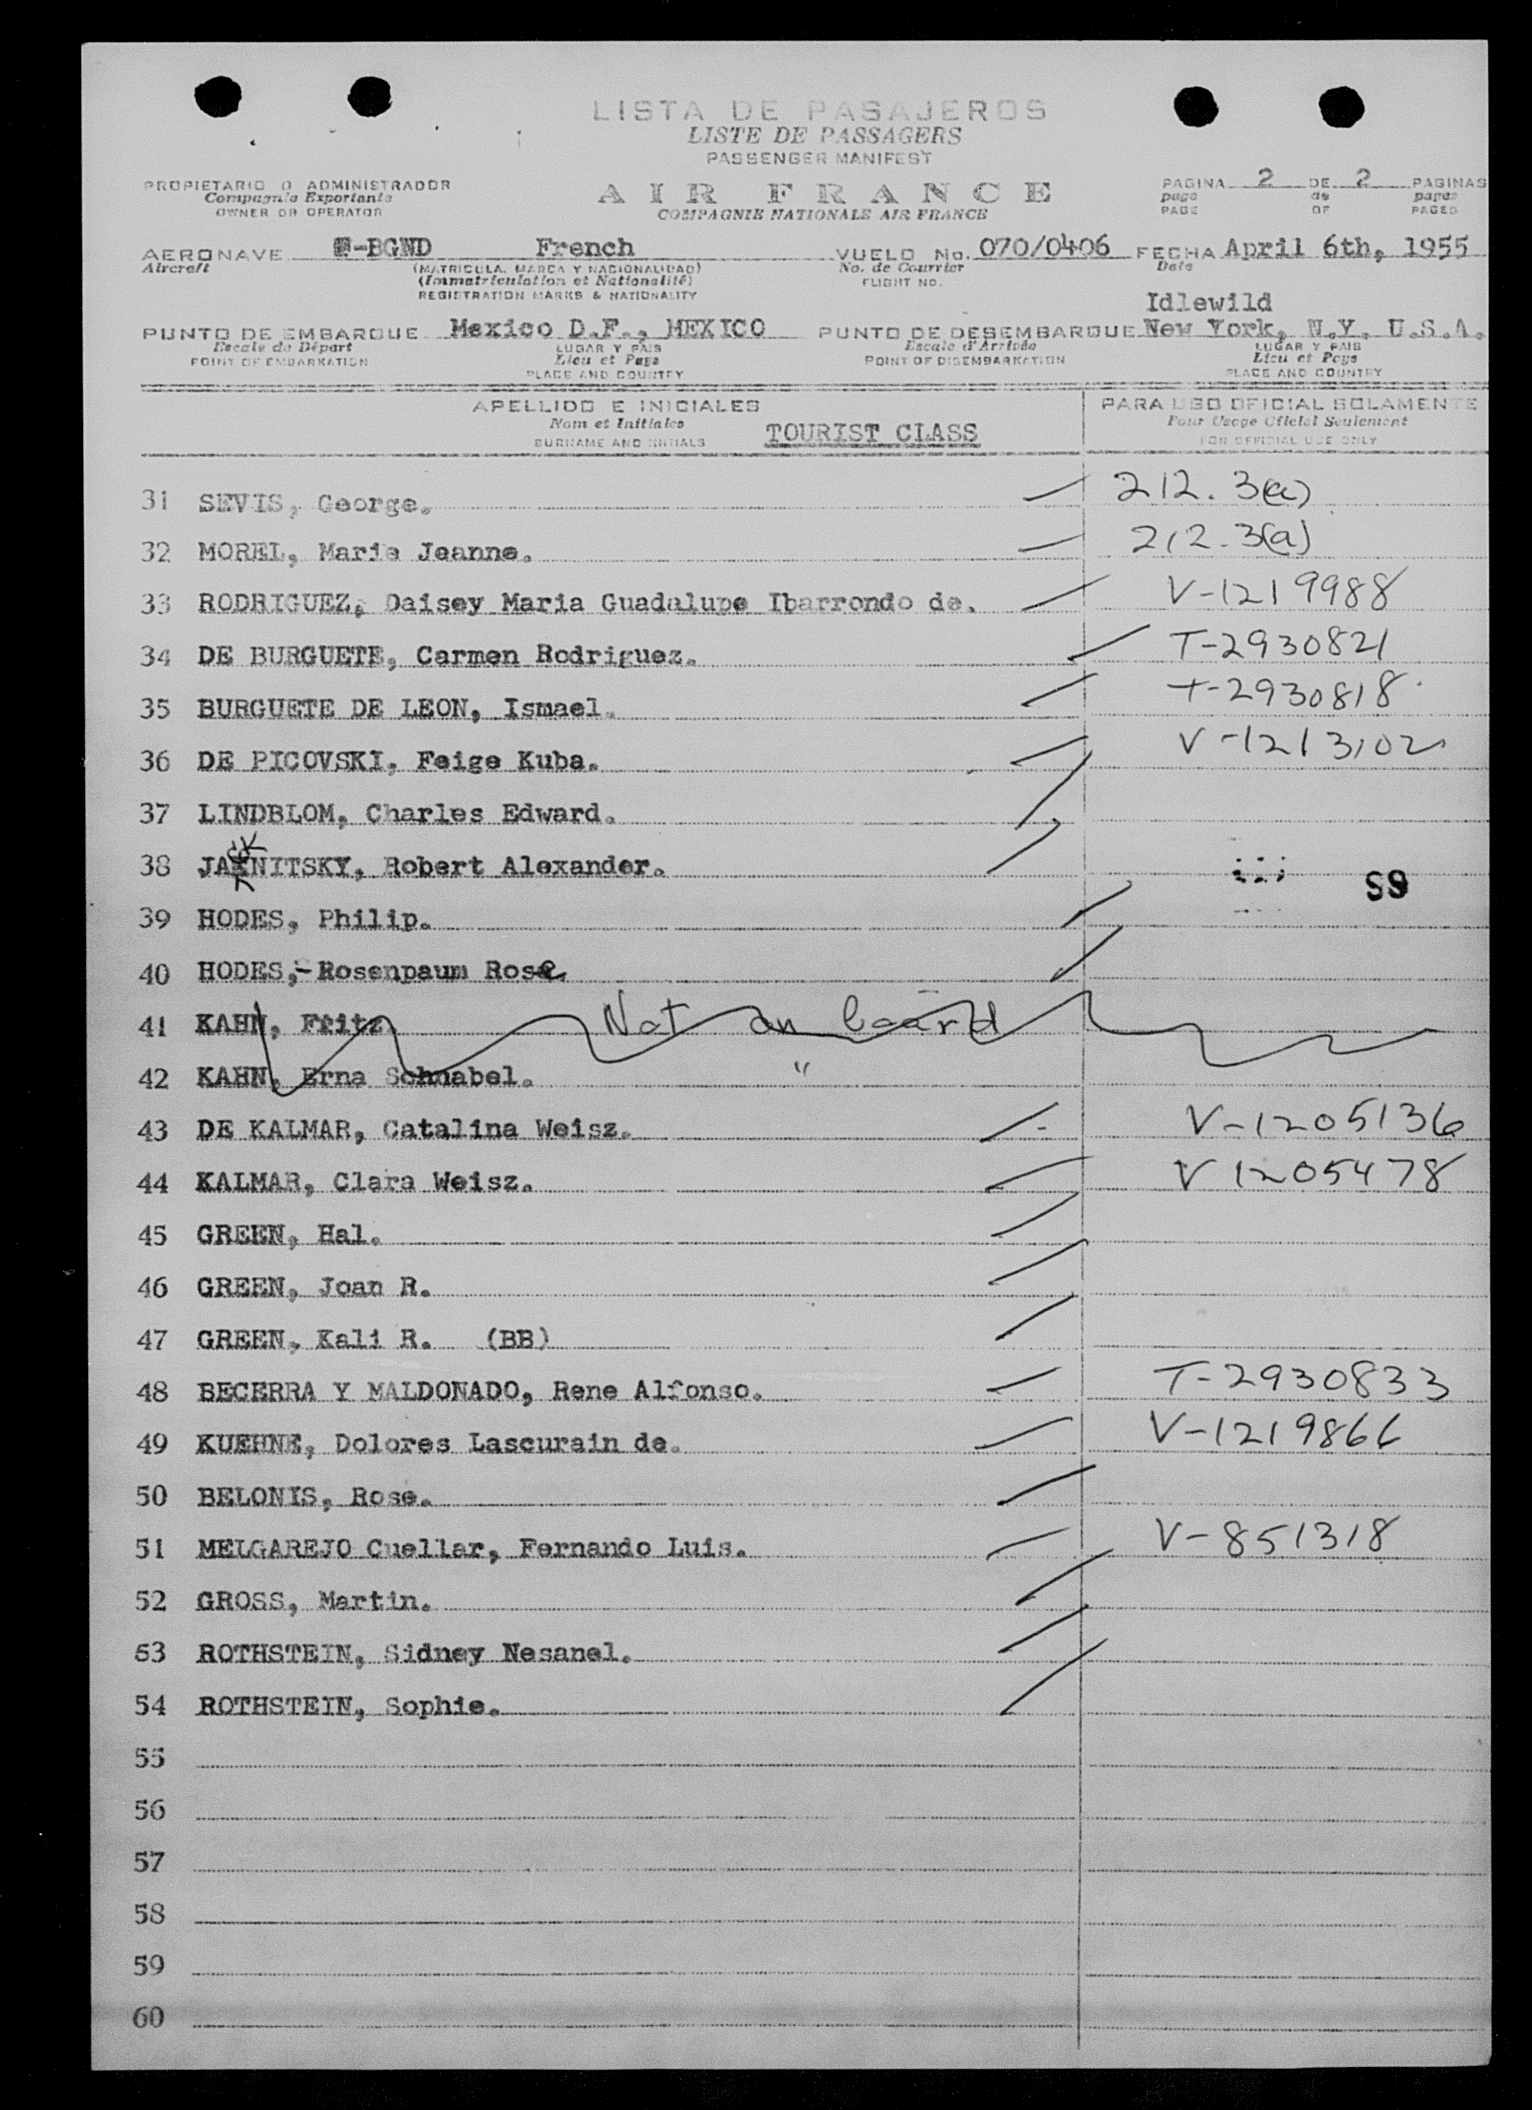 LISTA DE PASAJEROS
LISTE DE PASSAGERS
PASSENGER MANIFEST
PROPIETARIO O ADMINISTRADOR
Compagnie Exportante
OWNER OR OPERATOR
AIR FRANCE
COMPAGNIE NATIONALE AIR FRANCE
PAGINA 2 DE 2 PAGINAS
page de pages
PAGE OF PAGES
AERONAVE F-BGND French VUELO No. 070/0406 FECHA April 6th, 1955
Aircraft (MATRICULA, MARCA Y NACIONALIDAD) No. de Courrier Date
(Immatriculation et Nationalité) FLIGHT NO.
REGISTRATION MARKS & NATIONALITY
Idlewild
PUNTO DE EMBARQUE Mexico D.F., MEXICO PUNTO DE DESEMBARQUE New York, N.Y. U.S.A.
Escale de Départ LUGAR Y PAIS Escale d'Arrivée LUGAR Y PAIS
POINT OF EMBARKATION Lieu et Pays POINT OF DISEMBARKATION Lieu et Pays
PLACE AND COUNTRY PLACE AND COUNTRY
APELLIDO E INICIALES PARA USO OFICIAL SOLAMENTE
Nom et Initiales Pour Usage Officiel Seulement
SURNAME AND INITIALS TOURIST CLASS FOR OFFICIAL USE ONLY
31 SEVIS, George. 212.3(a)
32 MOREL, Marie Jeanne. 212.3(a)
33 RODRIGUEZ, Daisey Maria Guadalupe Ibarrondo de. V-1219988
34 DE BURGUETE, Carmen Rodriguez. T-2930821
35 BURGUETE DE LEON, Ismael. T-2930818
36 DE PICOVSKI, Feige Kuba. V-1213102
37 LINDBLOM, Charles Edward.
38 NITSKY, Robert Alexander.
39 HODES, Philip.
40 HODES,-Rosenpaum Rose
41 KAHN, Fritz Not on board
42 KAHN, Erna Schnabel. "
43 DE KALMAR, Catalina Weisz. V-1205136
44 KALMAR, Clara Weisz. V 1205478
45 GREEN, Hal.
46 GREEN, Joan R.
47 GREEN, Kali R. (BB)
48 BECERRA Y MALDONADO, Rene Alfonso. T-2930833
49 KUEHNE, Dolores Lascurain de. V-1219866
50 BELONIS, Rose.
51 MELGAREJO Cuellar, Fernando Luis. V-851318
52 GROSS, Martin.
53 ROTHSTEIN, Sidney Nesanel.
54 ROTHSTEIN, Sophie.
55
56
57
58
59
60